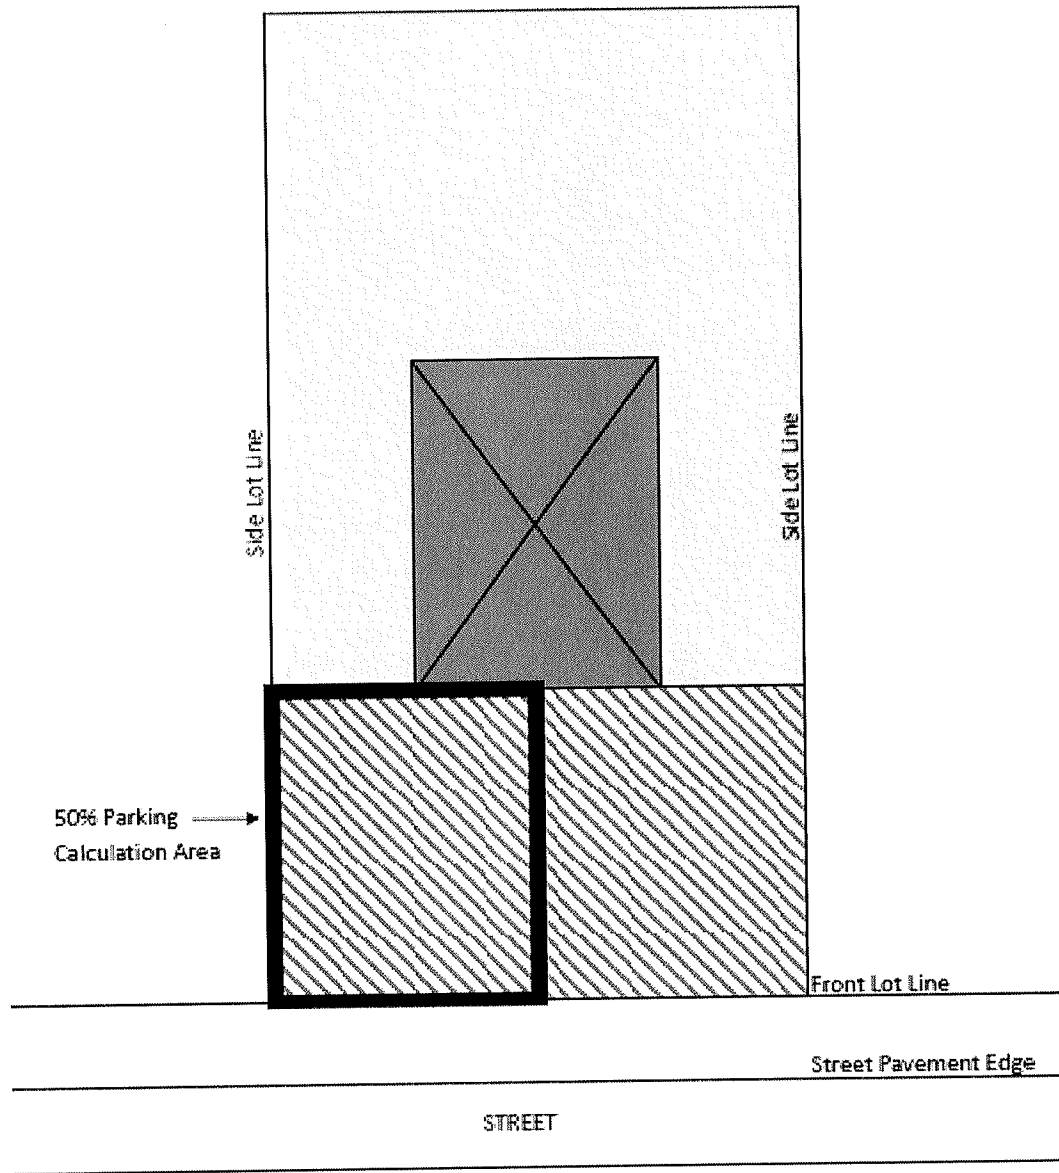 Side Lot Line
Side Lot Line
50% Parking
Calculation Area
Front Lot Line
Street Pavement Edge
STREET